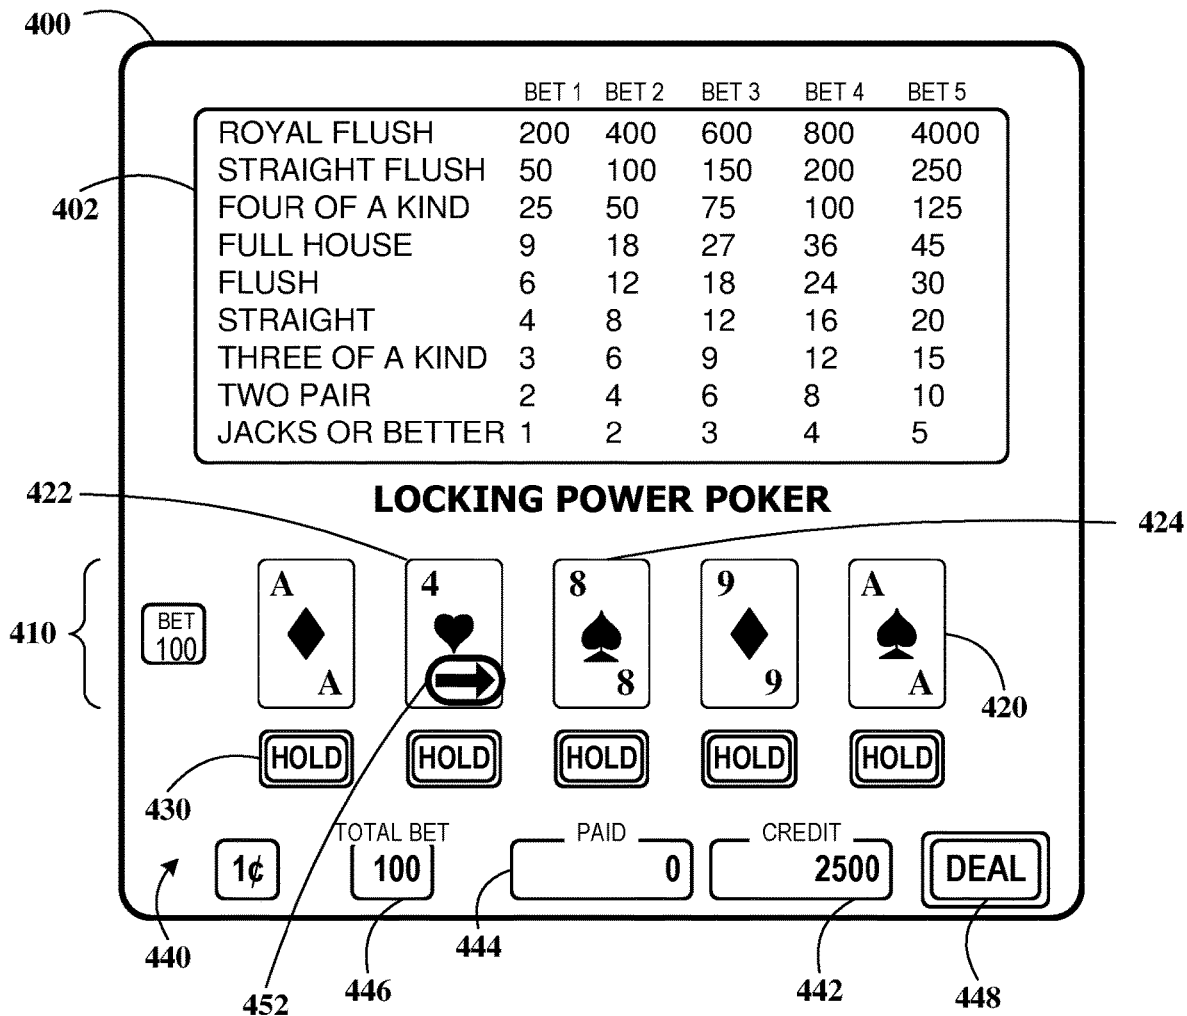 400
BET 1 BET 2 BET 3 BET 4 BET 5
ROYAL FLUSH 200 400 600 800 4000
STRAIGHT FLUSH 50 100 150 200 250
402
FOUR OF A KIND 25 50 75 100 125
FULL HOUSE 9 18 27 36 45
FLUSH 6 12 18 24 30
STRAIGHT 4 8 12 16 20
THREE OF A KIND 3 6 9 12 15
TWO PAIR 2 4 6 8 10
JACKS OR BETTER 1 2 3 4 5
422
LOCKING POWER POKER
424
A 4 8 9 A
410
BET
100
A 8 9 A
420
HOLD HOLD HOLD HOLD HOLD
430
TOTAL BET PAID CREDIT
1¢ 100 0 2500 DEAL
440
444
452
446
442
448